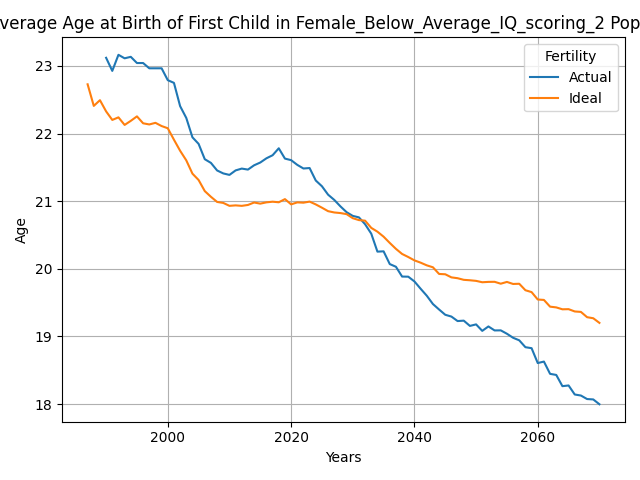 verage Age at Birth of First Child in Female_Below_Average_IQ_scoring_2 Pop
Fertility
Actual
Ideal
Age
23
22
21
20
19
18
2000
2020
2040
2060
Years